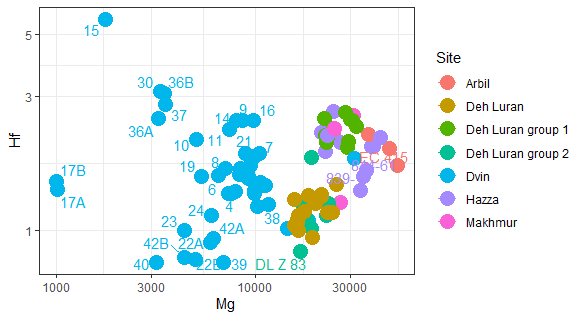 15
5
30
36B
3
37
36A
14
9
16
10
11
21
7
19
8
17B
17A
6
4
24
23
42A
38
1
42B
22A
40
22B
39
DL Z 83
1000
3000
10000
30000
Mg
Hf
Site
Arbil
Deh Luran
Deh Luran group 1
Deh Luran group 2
Dvin
Hazza
Makhmur